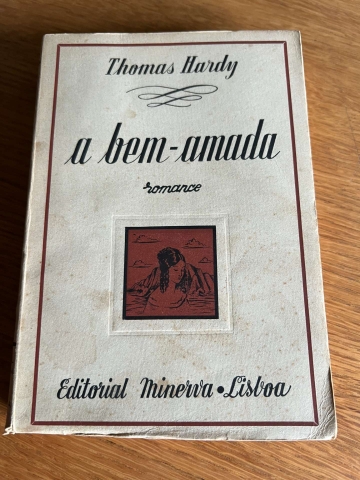 Thomas Hardy
a bem-amada
romance
Editorial Minerva • Lisboa